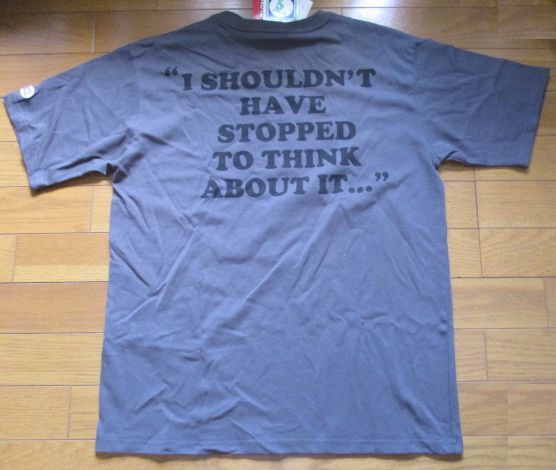 “I SHOULDN’T
HAVE
STOPPED
TO THINK
ABOUT IT...”